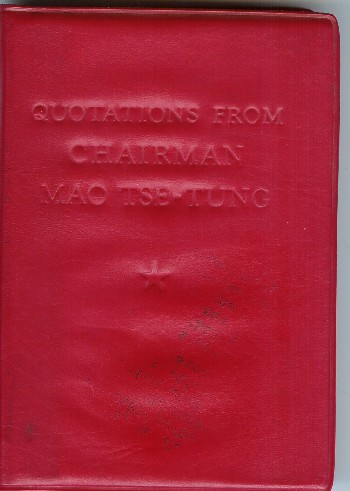 QUOTATIONS FROM
CHAIRMAN
MAO TSE-TUNG